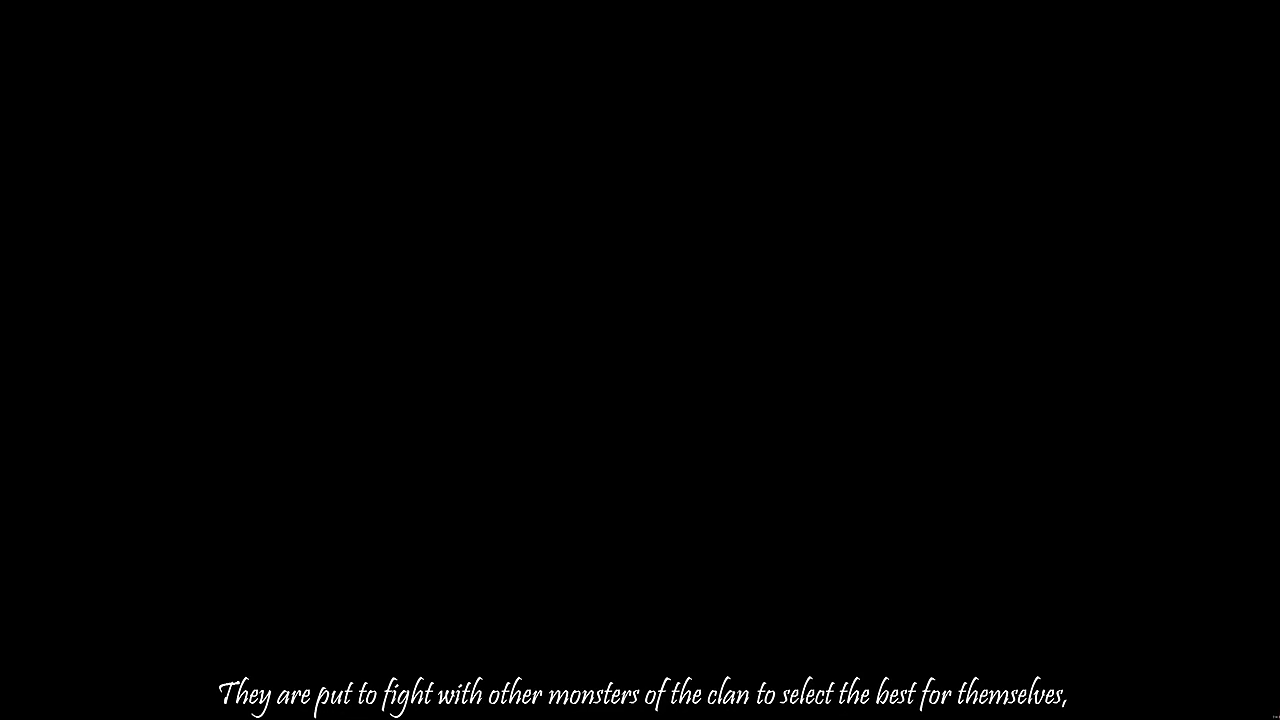 They are put to fight with other monsters of the clan to select the best for themselves,